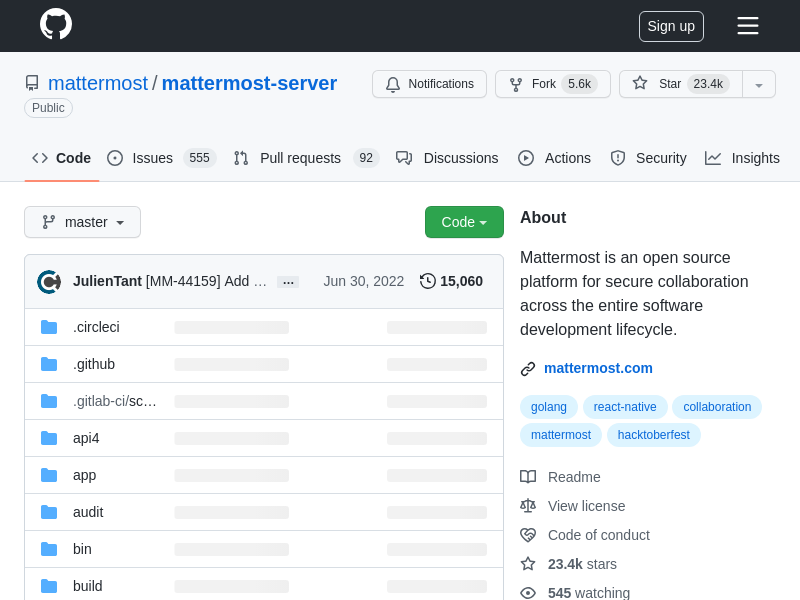 Sign up
mattermost / mattermost-server
Public
Notifications
Fork 5.6k
Star 23.4k
Code
Issues 555
Pull requests 92
Discussions
Actions
Security
Insights
master
Code
JulienTant [MM-44159] Add … … Jun 30, 2022 15,060
.circleci
.github
.gitlab-ci/sc…
api4
app
audit
bin
build
About
Mattermost is an open source
platform for secure collaboration
across the entire software
development lifecycle.
mattermost.com
golang react-native collaboration
mattermost hacktoberfest
Readme
View license
Code of conduct
23.4k stars
545 watching